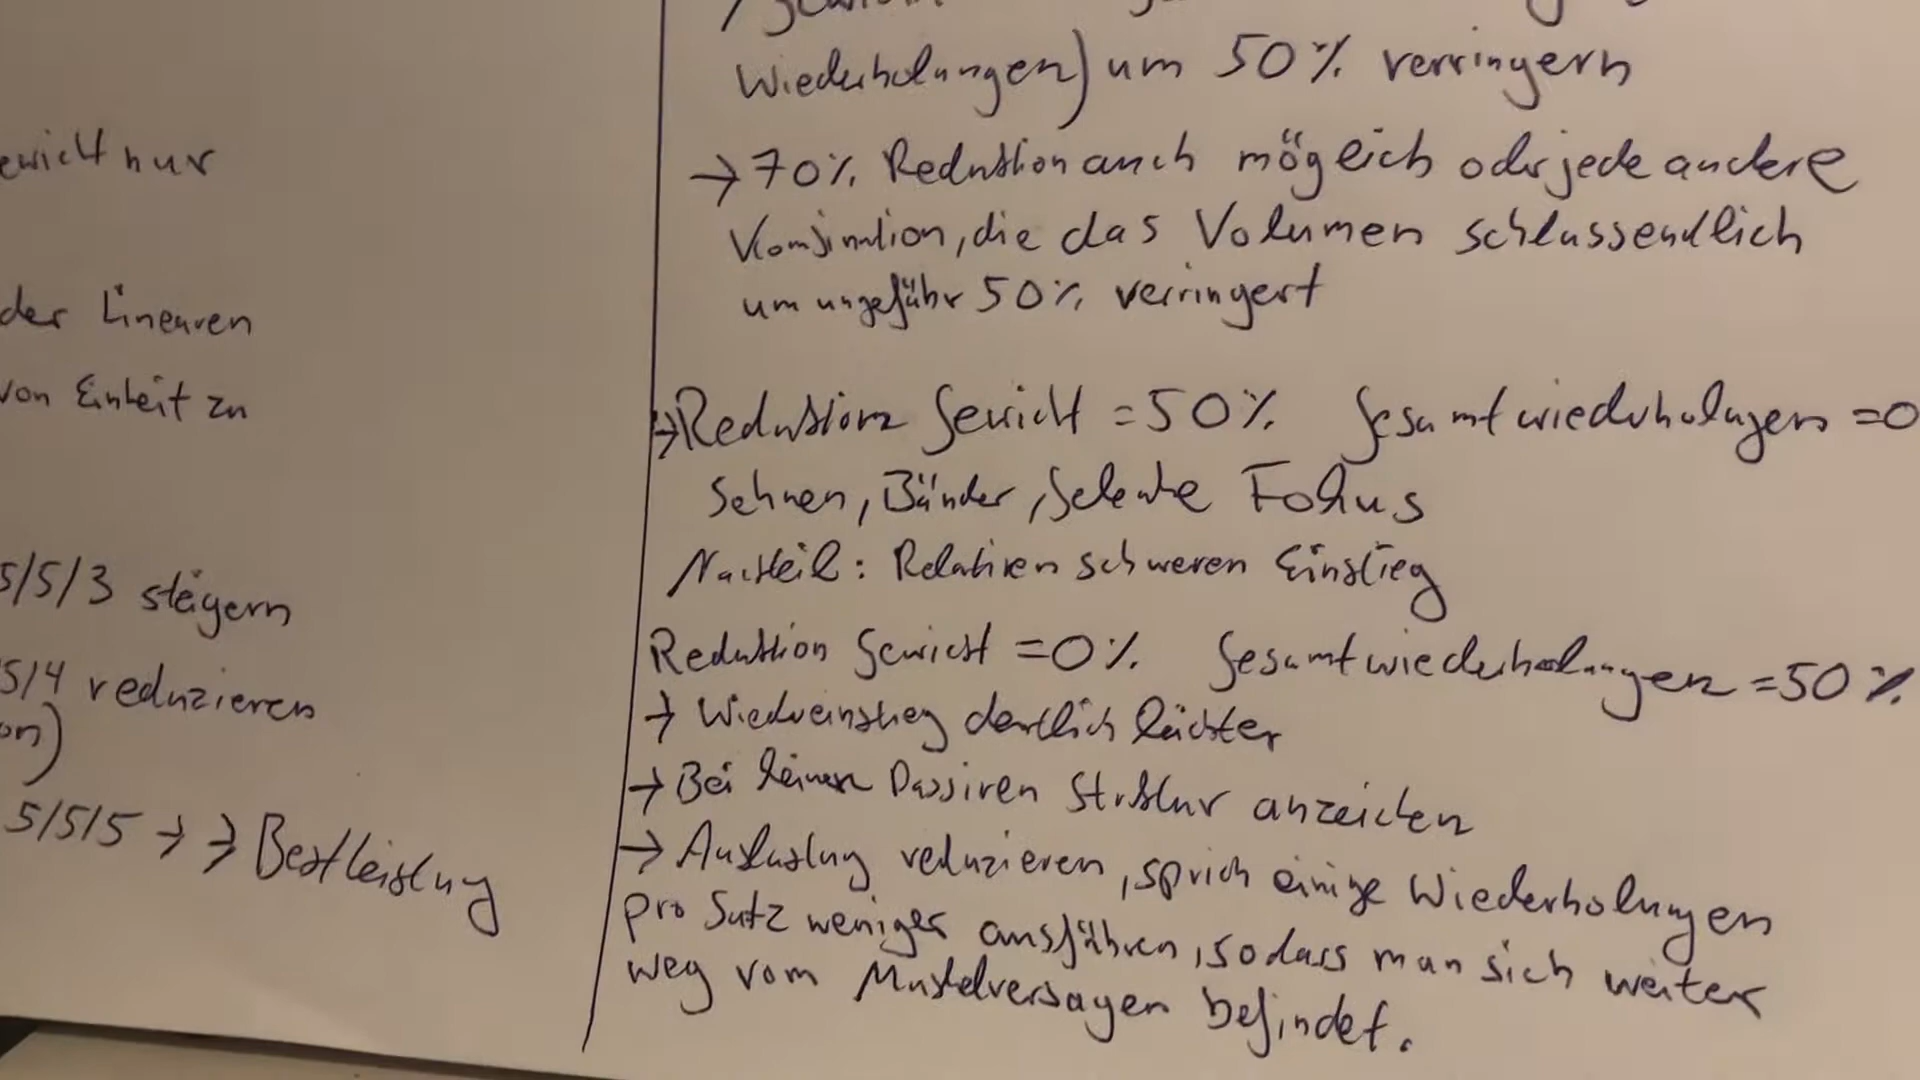 nur
der Linearen
von Einheit zu
5/5/3 steigern
5/4 reduzieren
5/5/5 → → Bestleistung
Wiederholungen) um 50% verringern
→ 70% Reduktion auch möglich oder jede andere
Kombination, die das Volumen schlussendlich
um ungefähr 50% verringert
→ Reduktion Gewicht = 50% Gesamtwiederholungen = 0
Sehnen, Bänder, Gelenke Fokus
Nachteil: Relativen schweren Einstieg
Reduktion Gewicht = 0% Gesamtwiederholungen = 50%
→ Wiedereinstieg deutlich leichter
→ Bei keinen Passiven Struktur anzeichen
→ Auslastung reduzieren, sprich einige Wiederholungen
pro Satz weniger ausführen, sodass man sich weiter
weg vom Muskelversagen befindet.